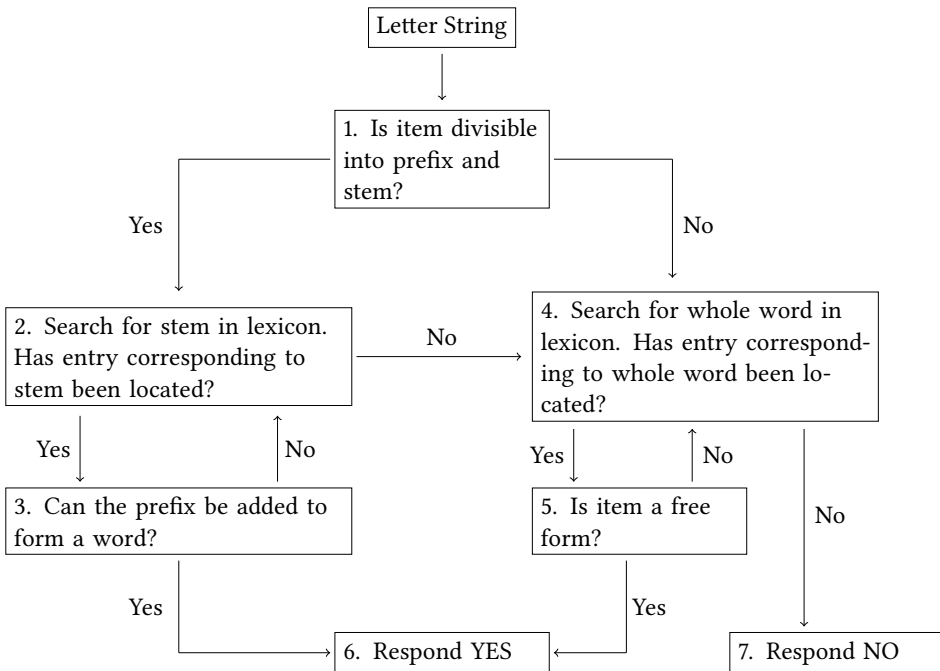 Letter String
1. Is item divisible
into prefix and
stem?
Yes
No
2. Search for stem in lexicon.
Has entry corresponding to
stem been located?
No
4. Search for whole word in
lexicon. Has entry correspond-
ing to whole word been lo-
cated?
Yes
No
Yes
No
No
3. Can the prefix be added to
form a word?
5. Is item a free
form?
Yes
Yes
6. Respond YES
7. Respond NO